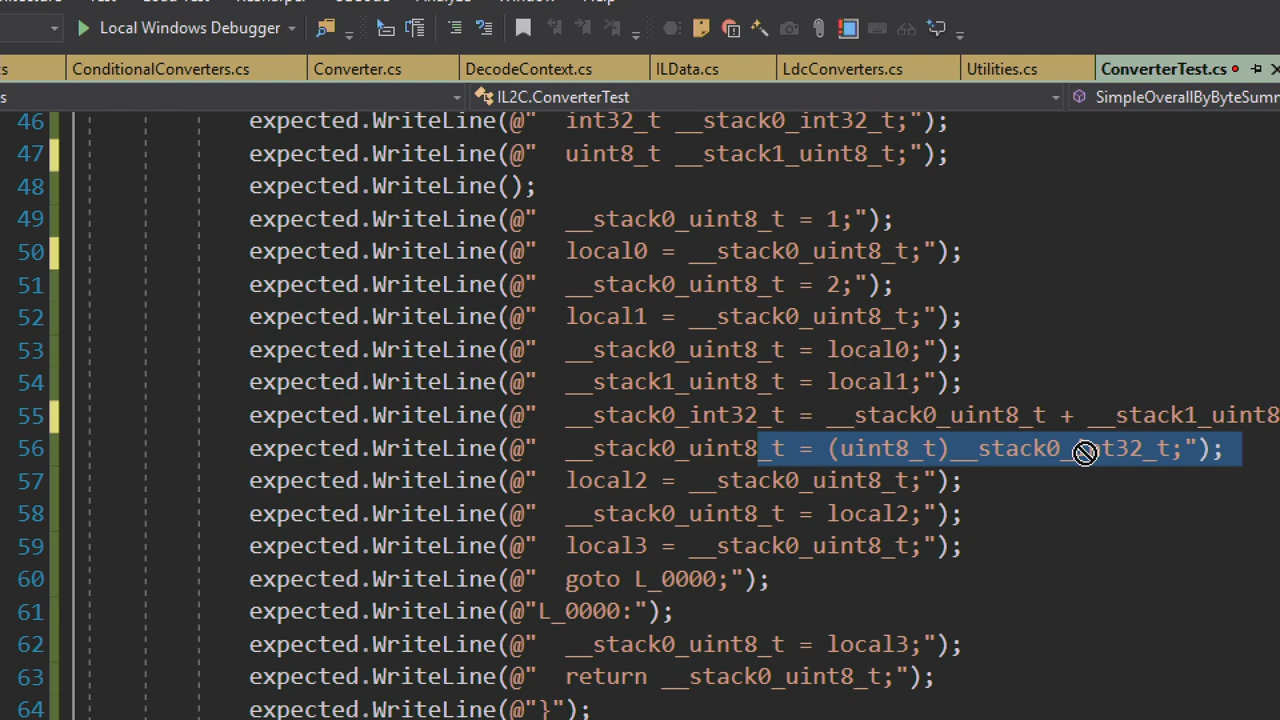 Local Windows Debugger
cs ConditionalConverters.cs Converter.cs DecodeContext.cs ILData.cs LdcConverters.cs Utilities.cs ConverterTest.cs
s IL2C.ConverterTest SimpleOverallByByteSumm
46 expected.WriteLine(@"  int32_t __stack0_int32_t;");
47 expected.WriteLine(@"  uint8_t __stack1_uint8_t;");
48 expected.WriteLine();
49 expected.WriteLine(@"  __stack0_uint8_t = 1;");
50 expected.WriteLine(@"  local0 = __stack0_uint8_t;");
51 expected.WriteLine(@"  __stack0_uint8_t = 2;");
52 expected.WriteLine(@"  local1 = __stack0_uint8_t;");
53 expected.WriteLine(@"  __stack0_uint8_t = local0;");
54 expected.WriteLine(@"  __stack1_uint8_t = local1;");
55 expected.WriteLine(@"  __stack0_int32_t = __stack0_uint8_t + __stack1_uint8
56 expected.WriteLine(@"  __stack0_uint8_t = (uint8_t)__stack0_int32_t;");
57 expected.WriteLine(@"  local2 = __stack0_uint8_t;");
58 expected.WriteLine(@"  __stack0_uint8_t = local2;");
59 expected.WriteLine(@"  local3 = __stack0_uint8_t;");
60 expected.WriteLine(@"  goto L_0000;");
61 expected.WriteLine(@"L_0000:");
62 expected.WriteLine(@"  __stack0_uint8_t = local3;");
63 expected.WriteLine(@"  return __stack0_uint8_t;");
64 expected.WriteLine(@"}");